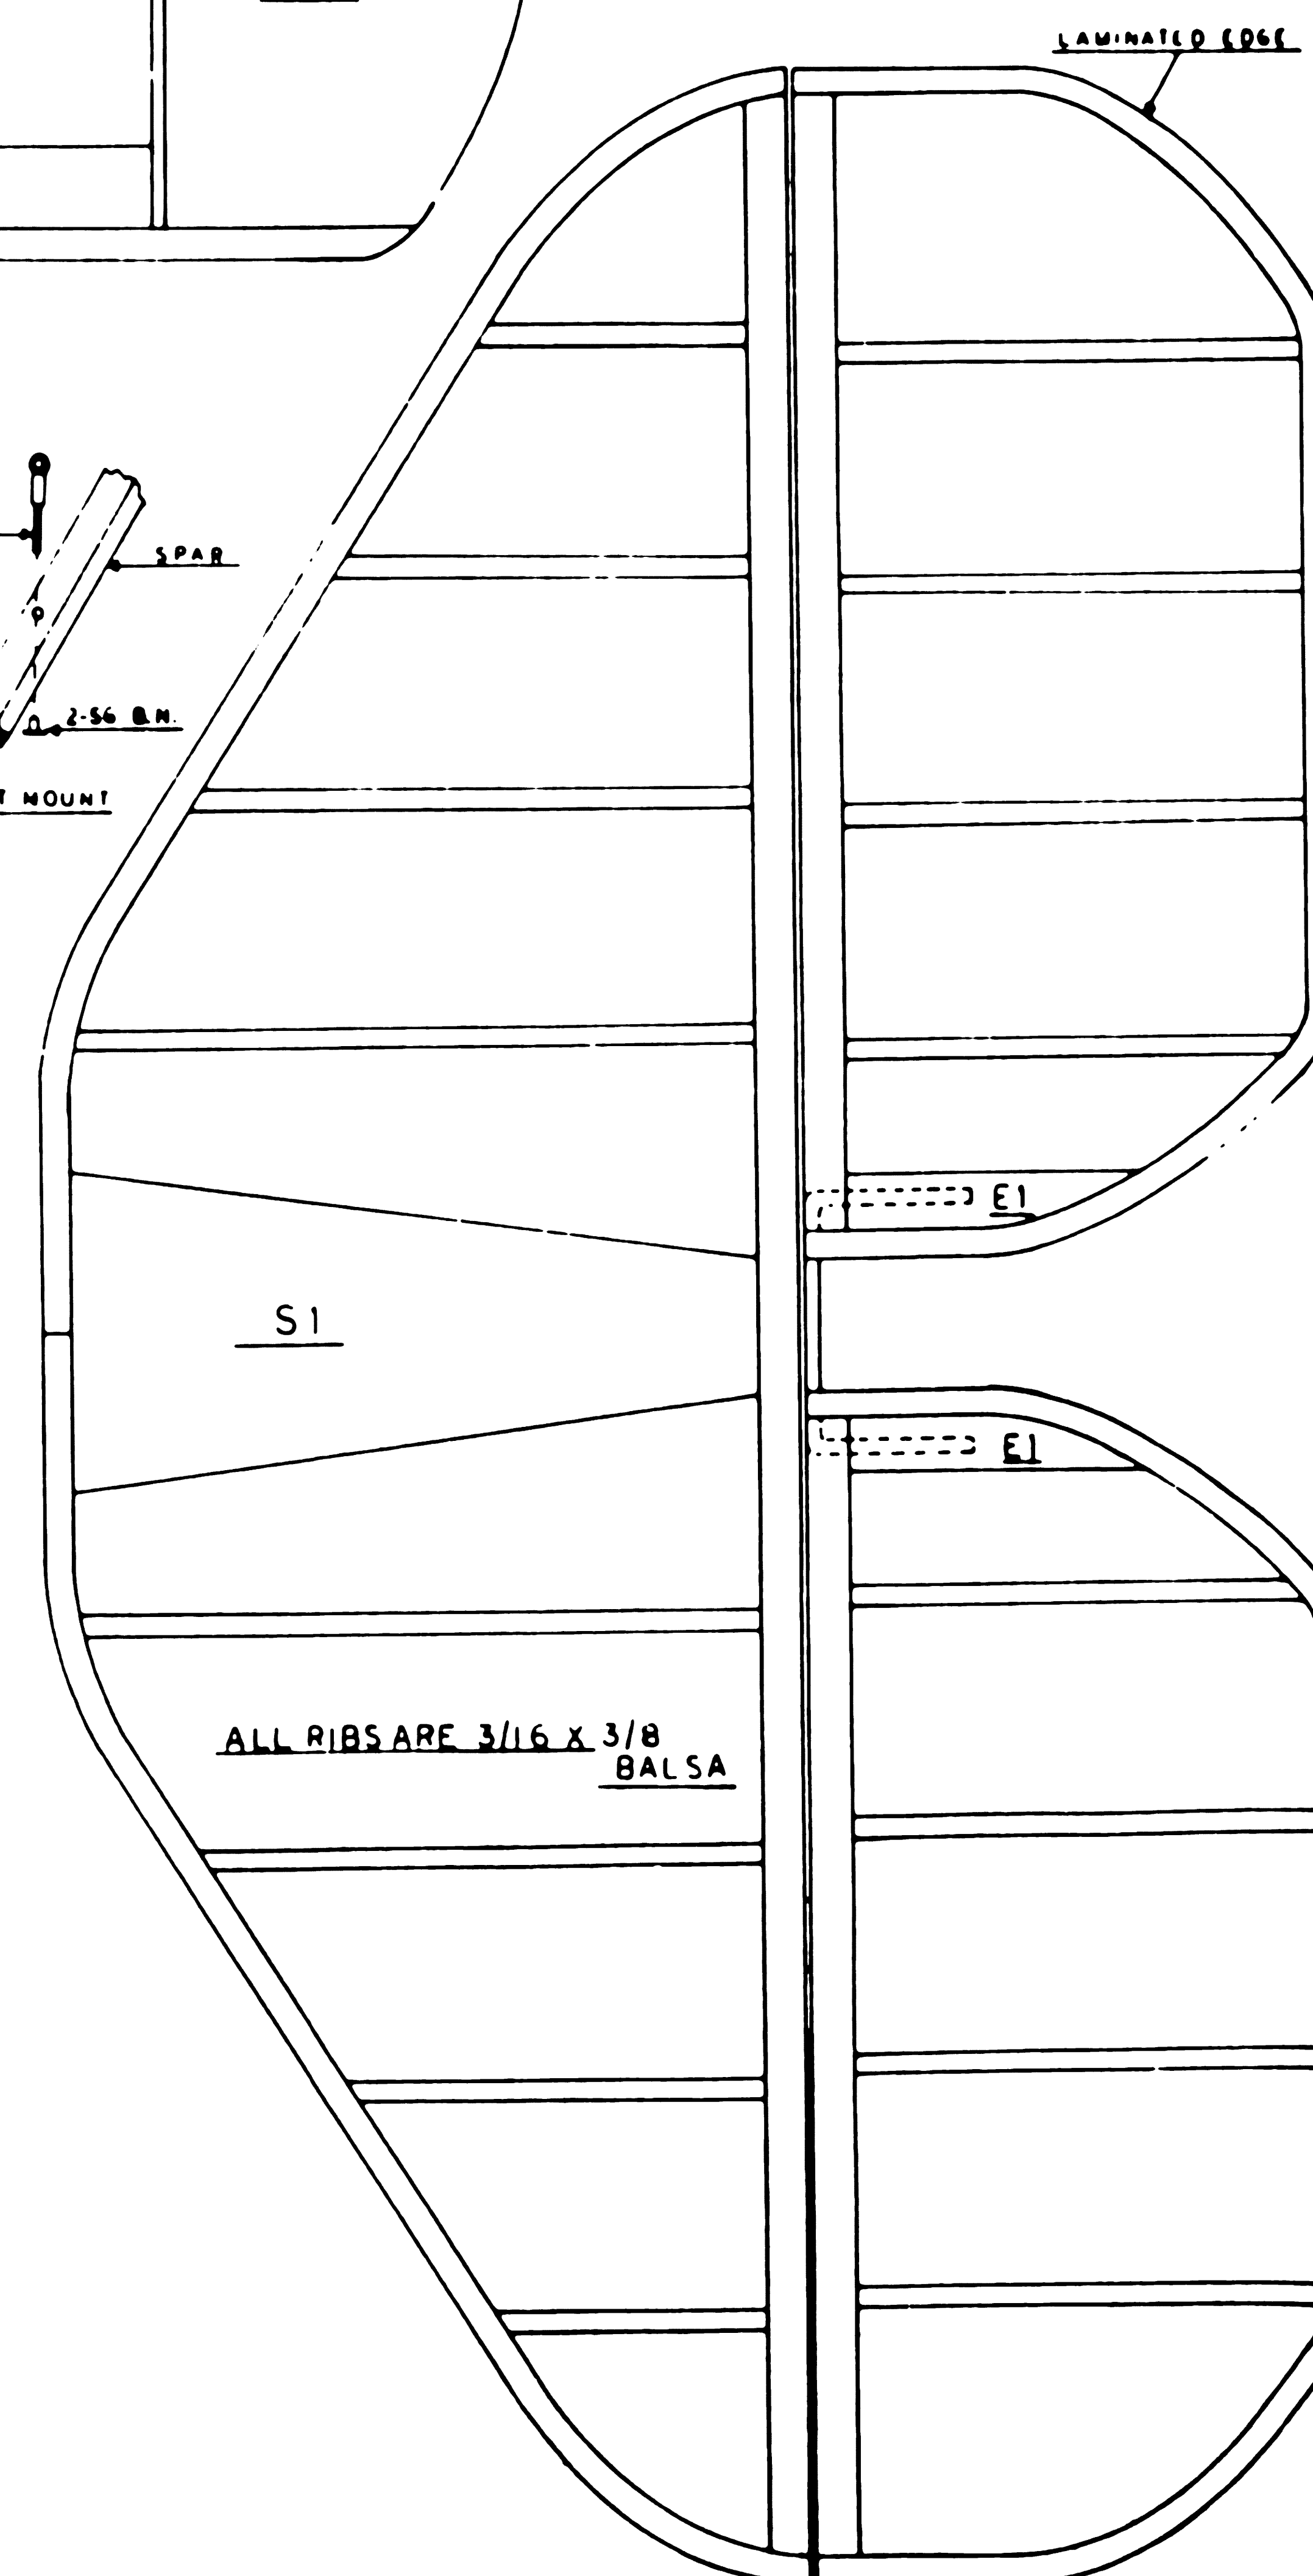 LAMINATED EDGE
SPAR
2-56 B.N.
T MOUNT
E1
S1
E1
ALL RIBS ARE 3/16 X 3/8
BALSA